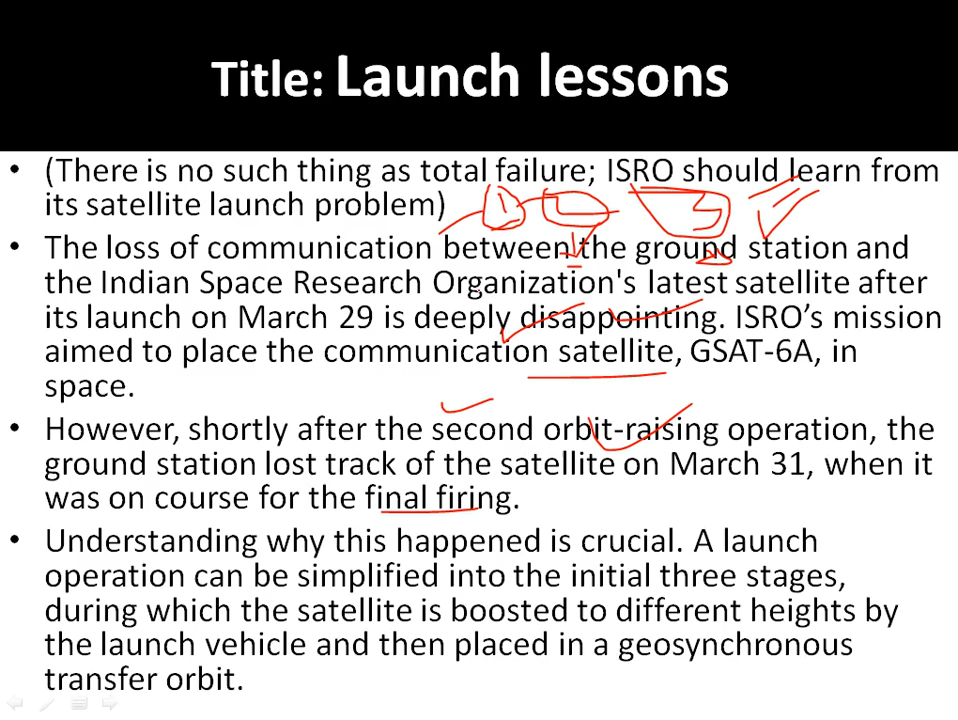 Title: Launch lessons
• (There is no such thing as total failure; ISRO should learn from
its satellite launch problem)
• The loss of communication between the ground station and
the Indian Space Research Organization's latest satellite after
its launch on March 29 is deeply disappointing. ISRO’s mission
aimed to place the communication satellite, GSAT-6A, in
space.
• However, shortly after the second orbit-raising operation, the
ground station lost track of the satellite on March 31, when it
was on course for the final firing.
• Understanding why this happened is crucial. A launch
operation can be simplified into the initial three stages,
during which the satellite is boosted to different heights by
the launch vehicle and then placed in a geosynchronous
transfer orbit.